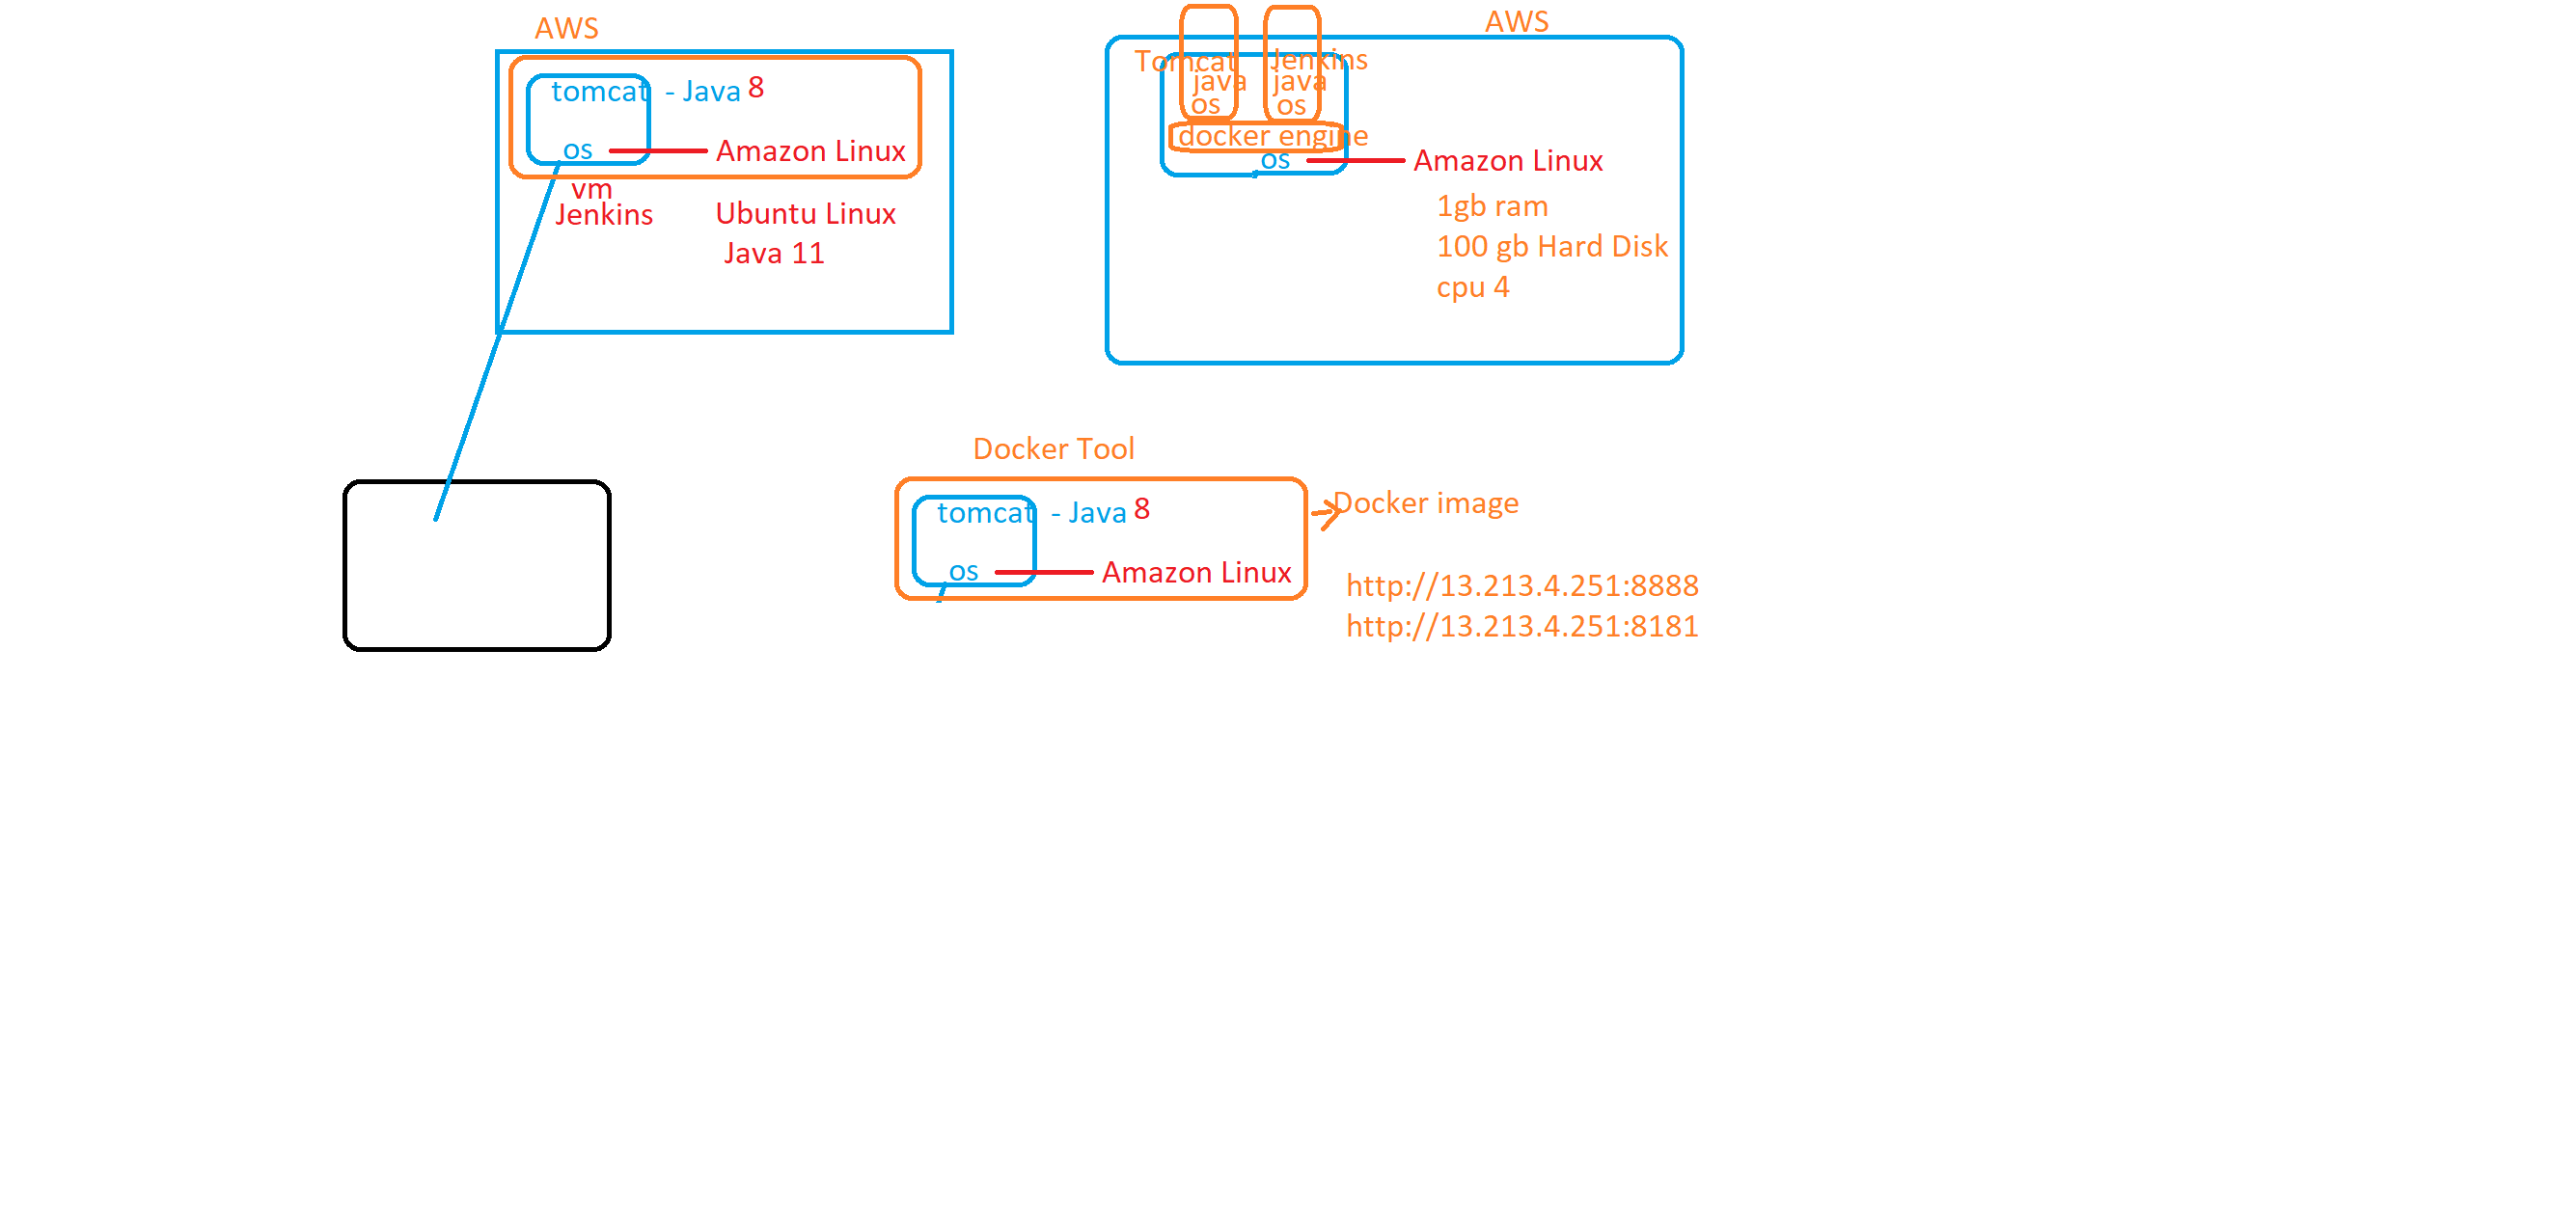 AWS
tomcat - Java 8
os Amazon Linux
vm
Jenkins Ubuntu Linux
Java 11
AWS
Tomcat Jenkins
java java
os os
docker engine
os Amazon Linux
1gb ram
100 gb Hard Disk
cpu 4
Docker Tool
tomcat - Java 8
os Amazon Linux
Docker image
http://13.213.4.251:8888
http://13.213.4.251:8181